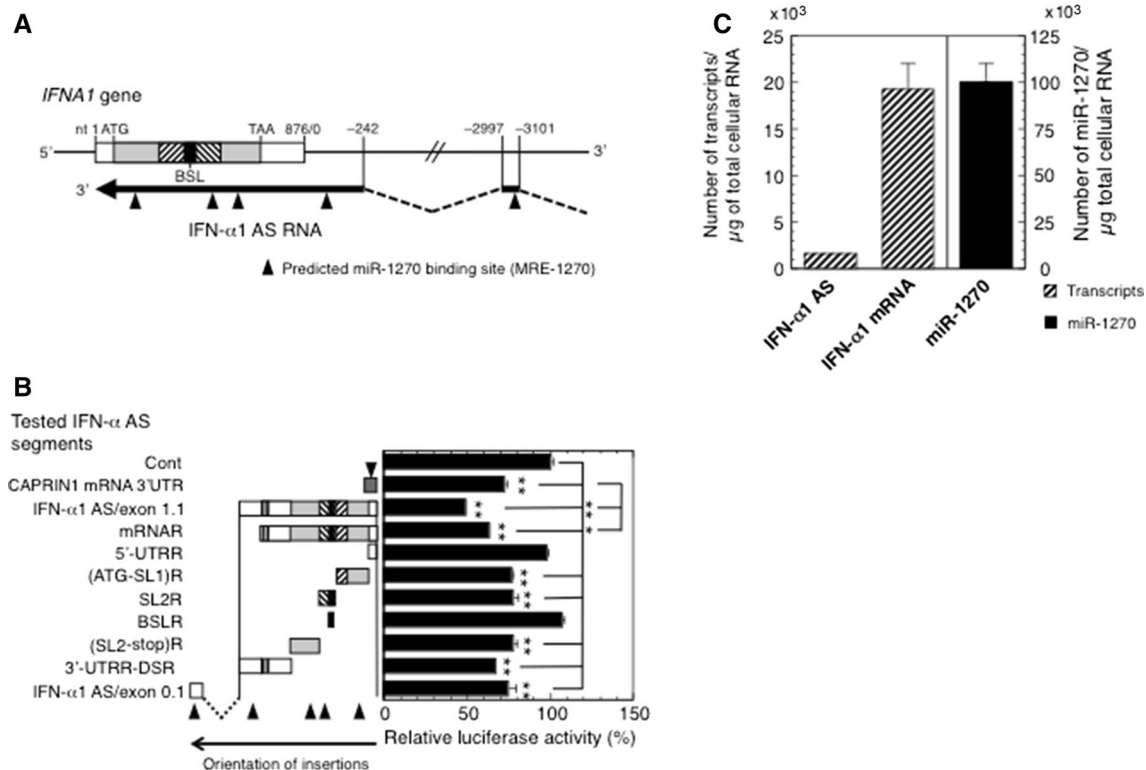 A
IFNA1 gene
nt 1 ATG TAA 876/0 −242 −2997 −3101
5' 3'
BSL
3'
IFN-α1 AS RNA
▲ Predicted miR-1270 binding site (MRE-1270)
C
x10³ x10³
Number of transcripts/
μg of total cellular RNA
25
20
15
10
5
0
125
100
75
50
25
0
Number of miR-1270/
μg total cellular RNA
IFN-α1 AS
IFN-α1 mRNA
miR-1270
Transcripts
miR-1270
B
Tested IFN-α AS
segments
Cont
CAPRIN1 mRNA 3'UTR
IFN-α1 AS/exon 1.1
mRNAR
5'-UTRR
(ATG-SL1)R
SL2R
BSLR
(SL2-stop)R
3'-UTRR-DSR
IFN-α1 AS/exon 0.1
* *
* * * *
* * *
* *
* *
* *
* *
* *
0 50 100 150
Relative luciferase activity (%)
Orientation of insertions